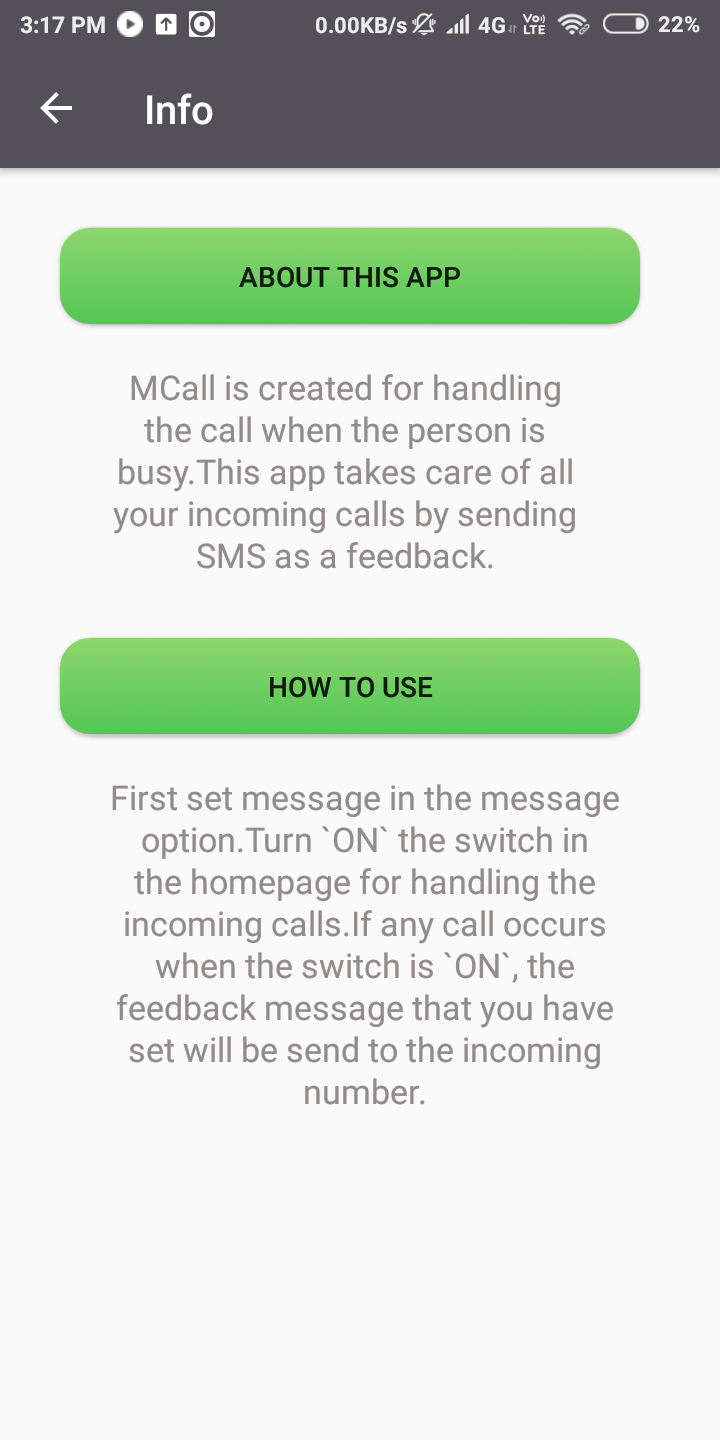 3:17 PM 0.00KB/s 4G VoLTE 22%
Info
ABOUT THIS APP
MCall is created for handling
the call when the person is
busy.This app takes care of all
your incoming calls by sending
SMS as a feedback.
HOW TO USE
First set message in the message
option.Turn `ON` the switch in
the homepage for handling the
incoming calls.If any call occurs
when the switch is `ON`, the
feedback message that you have
set will be send to the incoming
number.